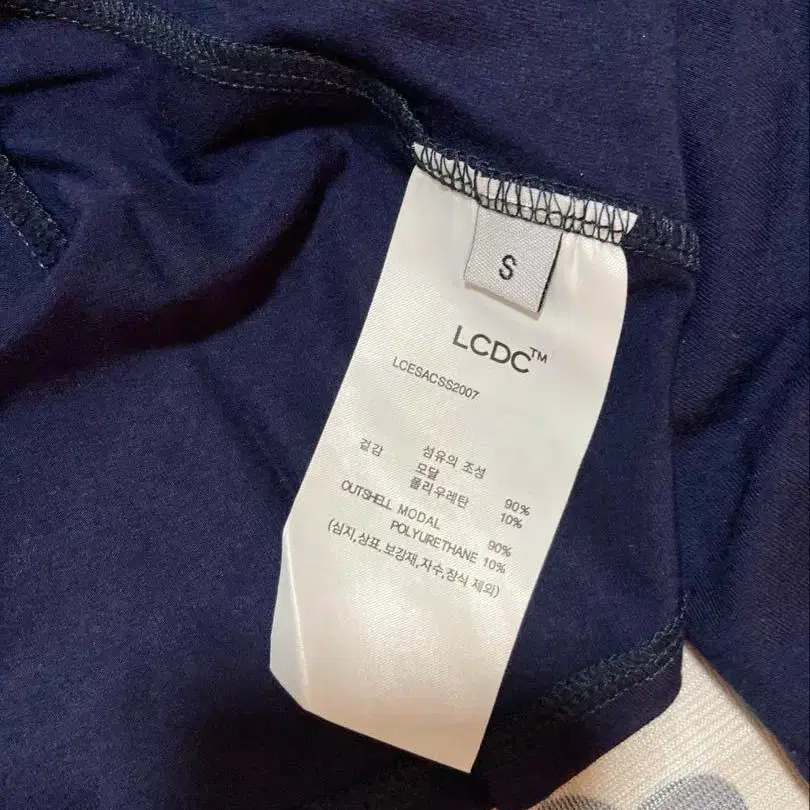 S
LCDC™
LCESACSS2007
섬유의 조성
겉감 모달 90%
폴리우레탄 10%
OUTSHELL MODAL 90%
POLYURETHANE 10%
(심지,상표,보강재,자수,장식 제외)